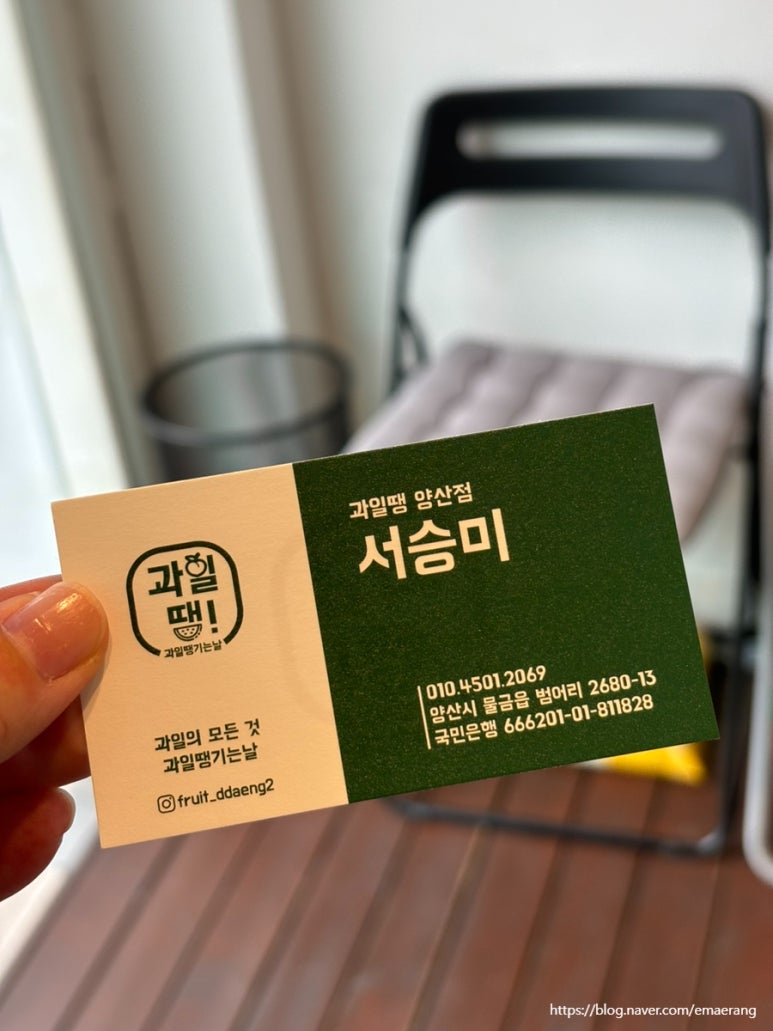 과일
땡!
과일땡기는날
과일의 모든 것
과일땡기는날
fruit_ddaeng2
과일땡 양산점
서승미
010.4501.2069
양산시 물금읍 범어리 2680-13
국민은행 666201-01-811828
https://blog.naver.com/emaerang